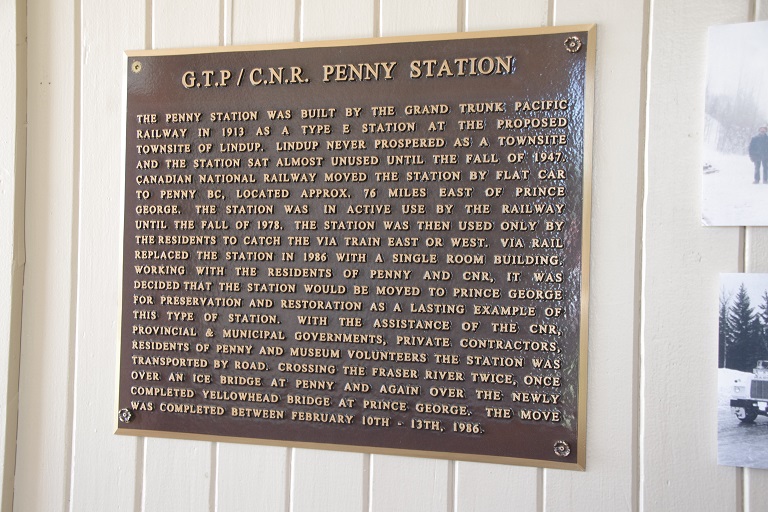 G.T.P / C.N.R. PENNY STATION
THE PENNY STATION WAS BUILT BY THE GRAND TRUNK PACIFIC
RAILWAY IN 1913 AS A TYPE E STATION AT THE PROPOSED
TOWNSITE OF LINDUP. LINDUP NEVER PROSPERED AS A TOWNSITE
AND THE STATION SAT ALMOST UNUSED UNTIL THE FALL OF 1947.
CANADIAN NATIONAL RAILWAY MOVED THE STATION BY FLAT CAR
TO PENNY BC, LOCATED APPROX. 76 MILES EAST OF PRINCE
GEORGE. THE STATION WAS IN ACTIVE USE BY THE RAILWAY
UNTIL THE FALL OF 1978. THE STATION WAS THEN USED ONLY BY
THE RESIDENTS TO CATCH THE VIA TRAIN EAST OR WEST. VIA RAIL
REPLACED THE STATION IN 1986 WITH A SINGLE ROOM BUILDING.
WORKING WITH THE RESIDENTS OF PENNY AND CNR, IT WAS
DECIDED THAT THE STATION WOULD BE MOVED TO PRINCE GEORGE
FOR PRESERVATION AND RESTORATION AS A LASTING EXAMPLE OF
THIS TYPE OF STATION. WITH THE ASSISTANCE OF THE CNR,
PROVINCIAL & MUNICIPAL GOVERNMENTS, PRIVATE CONTRACTORS,
RESIDENTS OF PENNY AND MUSEUM VOLUNTEERS THE STATION WAS
TRANSPORTED BY ROAD. CROSSING THE FRASER RIVER TWICE, ONCE
OVER AN ICE BRIDGE AT PENNY AND AGAIN OVER THE NEWLY
COMPLETED YELLOWHEAD BRIDGE AT PRINCE GEORGE. THE MOVE
WAS COMPLETED BETWEEN FEBRUARY 10TH - 13TH, 1986.